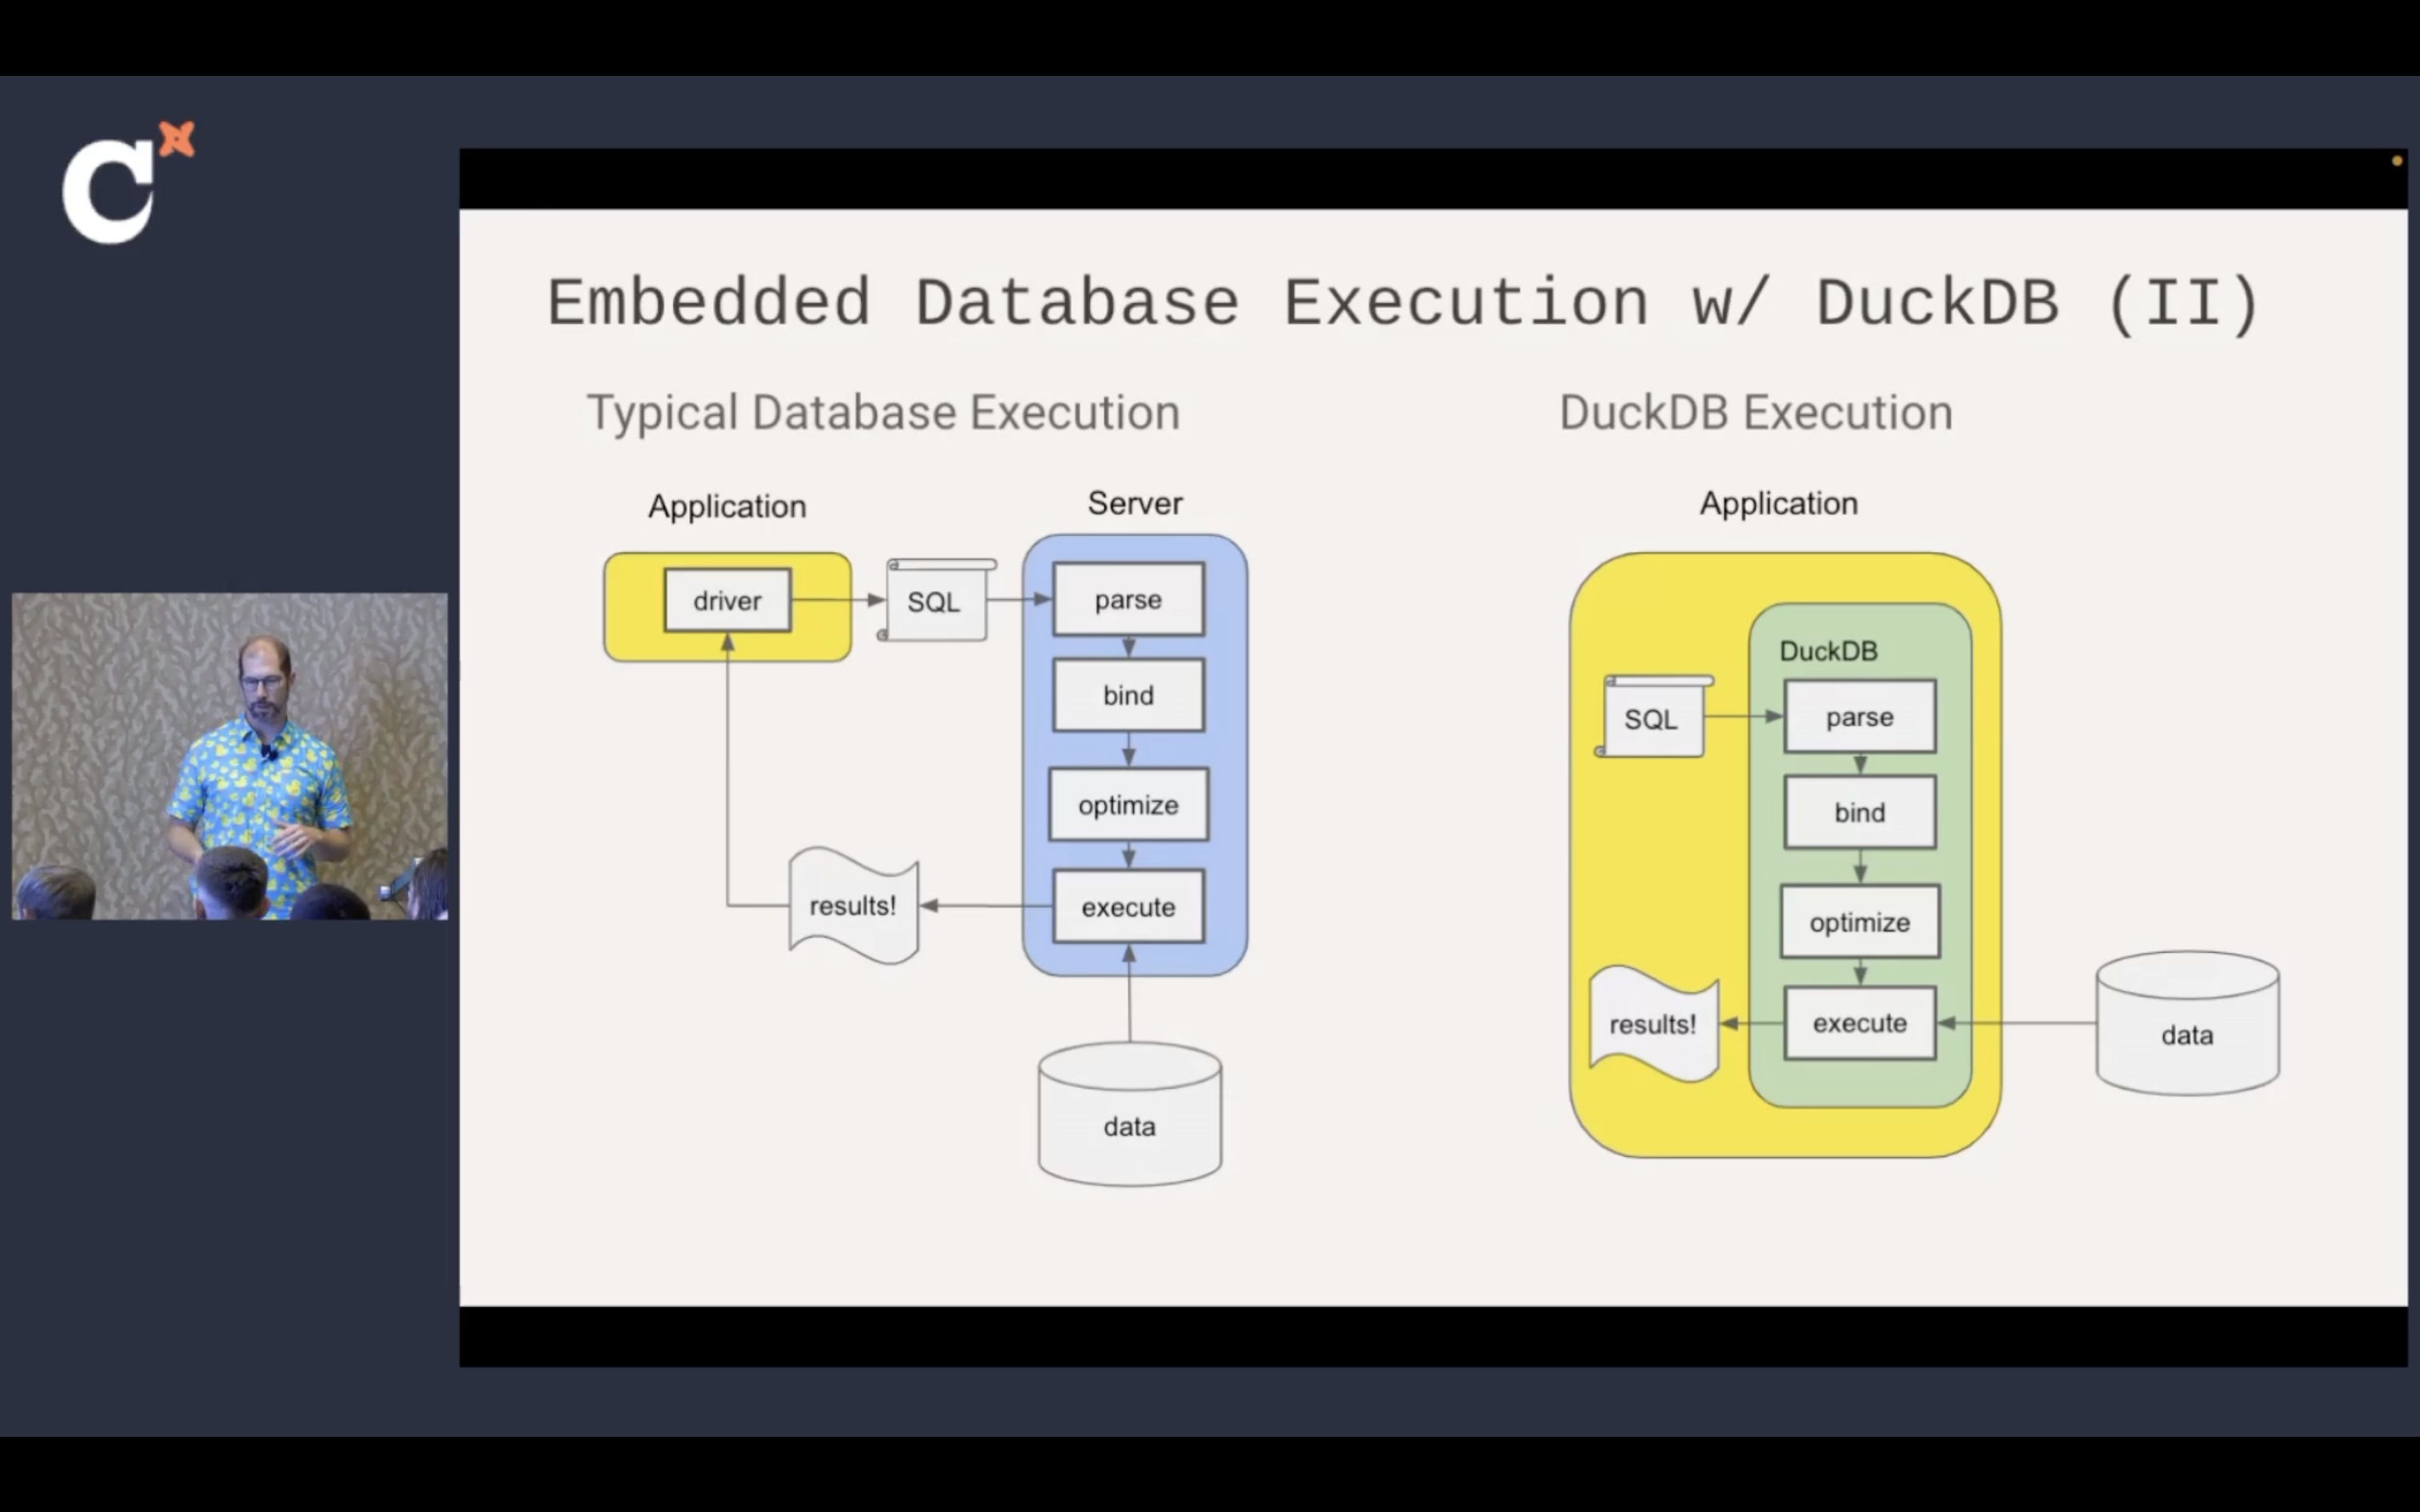 C
Embedded Database Execution w/ DuckDB (II)
Typical Database Execution
Application
Server
driver
SQL
parse
bind
optimize
execute
results!
data
DuckDB Execution
Application
DuckDB
SQL
parse
bind
optimize
execute
results!
data